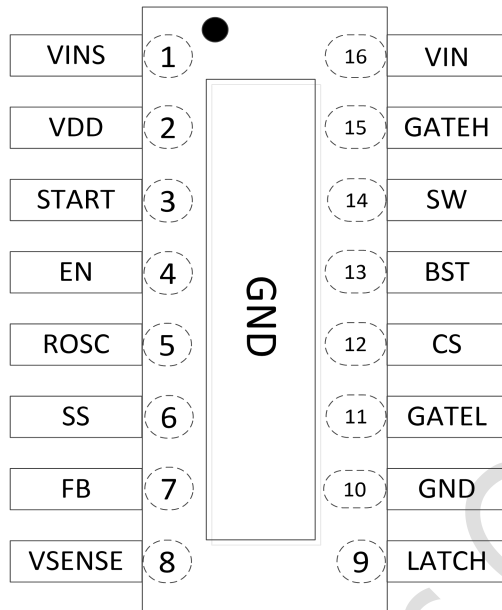 VINS 1 16 VIN
VDD 2 15 GATEH
START 3 14 SW
EN 4 13 BST
ROSC 5 12 CS
SS 6 11 GATEL
FB 7 10 GND
VSENSE 8 9 LATCH
GND